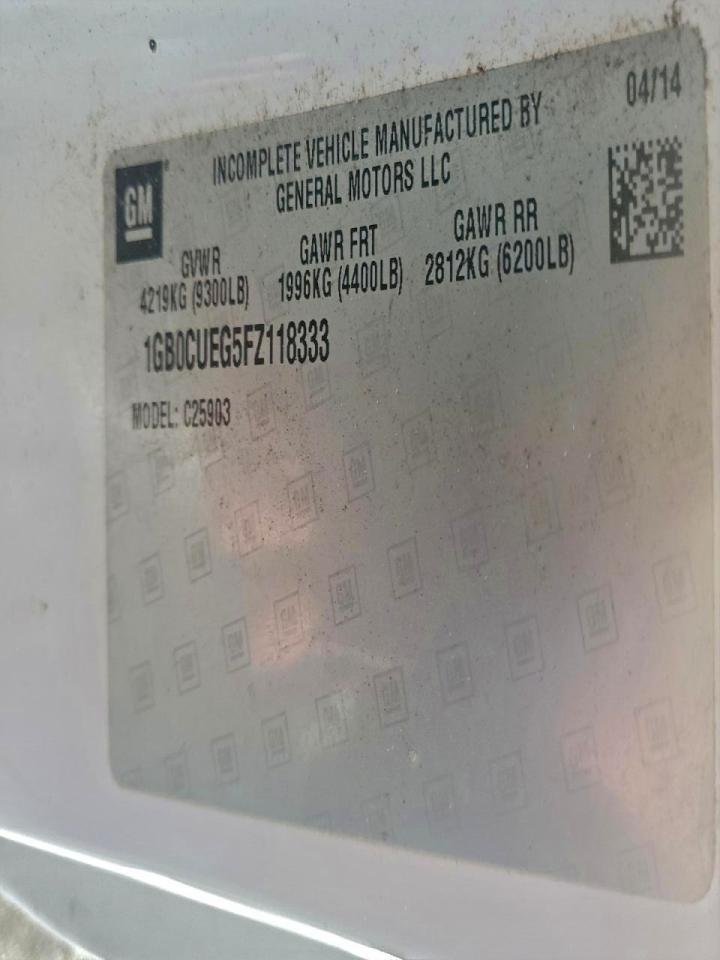 04/14
GM
INCOMPLETE VEHICLE MANUFACTURED BY
GENERAL MOTORS LLC
GVWR GAWR FRT GAWR RR
4219KG (9300LB) 1996KG (4400LB) 2812KG (6200LB)
1GB0CUEG5FZ118333
MODEL: C25903